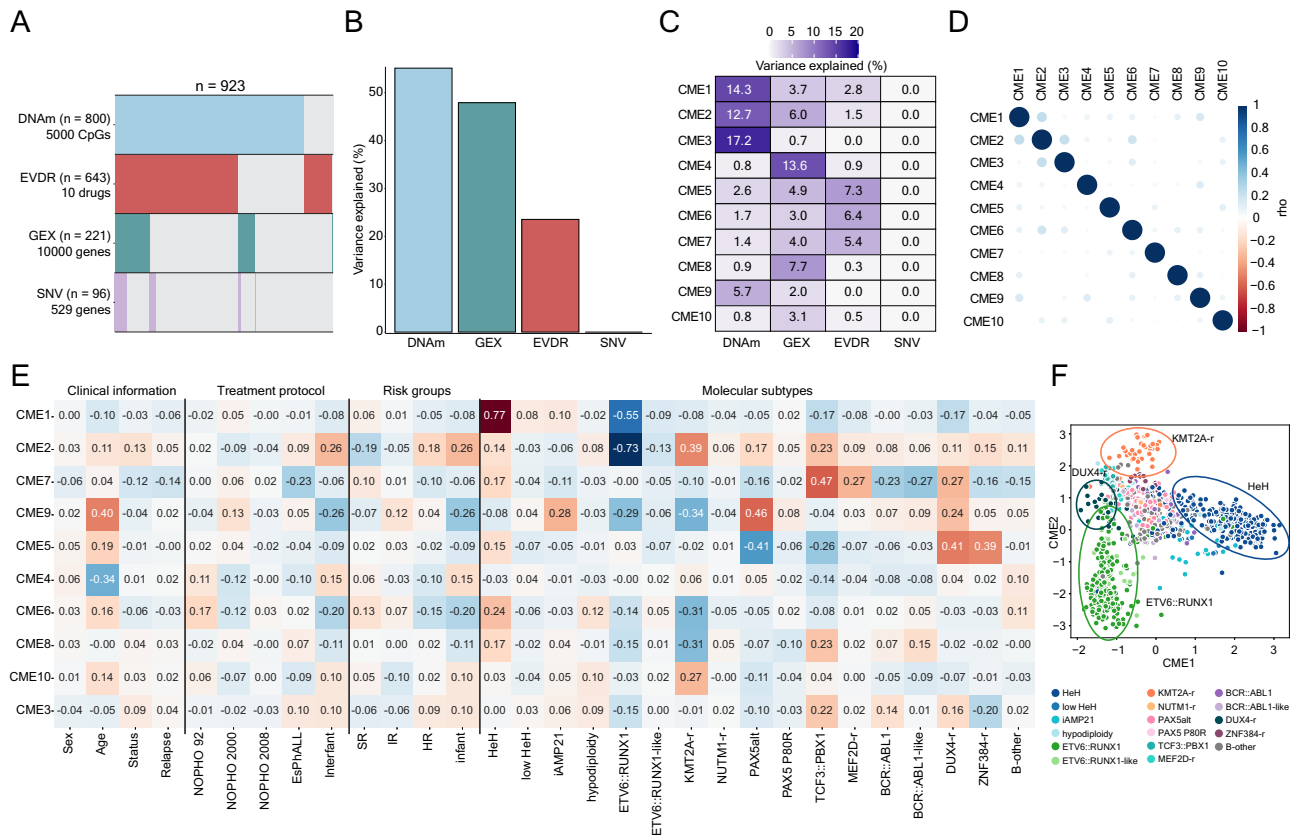 A
n = 923
DNAm (n = 800)
5000 CpGs
EVDR (n = 643)
10 drugs
GEX (n = 221)
10000 genes
SNV (n = 96)
529 genes
B
Variance explained (%)
50
40
30
20
10
0
DNAm GEX EVDR SNV
C
0 5 10 15 20
Variance explained (%)
CME1 14.3 3.7 2.8 0.0
CME2 12.7 6.0 1.5 0.0
CME3 17.2 0.7 0.0 0.0
CME4 0.8 13.6 0.9 0.0
CME5 2.6 4.9 7.3 0.0
CME6 1.7 3.0 6.4 0.0
CME7 1.4 4.0 5.4 0.0
CME8 0.9 7.7 0.3 0.0
CME9 5.7 2.0 0.0 0.0
CME10 0.8 3.1 0.5 0.0
DNAm GEX EVDR SNV
D
CME1 CME2 CME3 CME4 CME5 CME6 CME7 CME8 CME9 CME10
CME1
CME2
CME3
CME4
CME5
CME6
CME7
CME8
CME9
CME10
1
0.8
0.6
0.4
0.2
0
−0.2
−0.4
−0.6
−0.8
−1
rho
E
Clinical information Treatment protocol Risk groups Molecular subtypes
CME1- 0.00 -0.10 -0.03 -0.06 -0.02 0.05 -0.00 -0.01 -0.08 0.06 0.01 -0.05 -0.08 0.77 0.08 0.10 -0.02 -0.55 -0.09 -0.08 -0.04 -0.05 0.02 -0.17 -0.08 -0.00 -0.03 -0.17 -0.04 -0.05
CME2- 0.03 0.11 0.13 0.05 0.02 -0.09 -0.04 0.11 0.26 -0.19 -0.05 0.18 0.26 0.14 -0.03 -0.06 0.08 -0.73 -0.13 0.39 0.05 0.17 0.05 0.23 0.05 0.09 0.06 0.11 0.15 0.11
CME7- -0.06 0.04 -0.12 -0.14 0.00 0.06 0.02 -0.23 -0.06 0.10 -0.04 -0.10 -0.06 0.17 -0.04 -0.11 0.03 -0.00 -0.05 -0.10 -0.01 -0.16 -0.04 0.47 0.27 -0.23 -0.27 0.27 -0.16 -0.15
CME9- 0.04 0.40 -0.04 0.02 -0.04 0.13 -0.03 0.04 -0.26 -0.04 0.12 -0.04 -0.26 -0.08 -0.04 0.28 0.04 -0.29 -0.06 -0.34 -0.04 0.46 0.08 -0.04 0.03 0.07 0.09 0.24 0.05 0.05
CME5- 0.05 0.19 -0.01 -0.00 -0.02 0.04 -0.02 -0.04 -0.09 0.02 0.03 -0.02 -0.09 0.15 -0.07 -0.05 -0.01 0.03 -0.07 -0.02 0.01 -0.41 -0.06 -0.26 -0.07 -0.06 -0.03 0.41 0.39 -0.01
CME4- 0.06 -0.34 0.01 0.02 0.11 -0.12 -0.00 -0.10 0.15 0.04 0.01 -0.03 0.15 -0.03 -0.03 0.04 -0.03 -0.04 -0.02 0.06 0.01 0.04 0.02 -0.14 0.01 -0.08 -0.08 0.04 -0.02 0.10
CME6- 0.03 0.16 -0.06 -0.03 0.17 -0.12 0.03 0.02 -0.20 0.13 0.07 -0.15 -0.20 0.24 -0.06 -0.03 0.12 -0.14 0.05 -0.31 -0.02 0.05 -0.02 -0.08 -0.01 0.02 0.02 -0.03 -0.03 0.11
CME8- 0.03 -0.00 0.04 0.03 0.02 -0.05 -0.01 0.01 -0.08 0.04 0.01 -0.02 -0.08 0.17 -0.02 0.04 0.01 -0.15 -0.01 -0.31 -0.03 -0.07 -0.10 0.23 0.02 0.07 0.15 -0.02 -0.02 -0.00
CME10- 0.01 0.14 0.03 0.02 0.06 -0.07 0.05 -0.09 0.10 0.02 -0.10 0.02 0.10 0.03 -0.04 0.05 0.10 -0.03 0.02 0.27 0.02 -0.11 -0.02 0.04 0.00 -0.09 -0.07 -0.11 0.06 -0.04
CME3- -0.04 -0.05 0.09 0.04 -0.02 0.02 -0.03 0.10 0.10 -0.04 -0.06 0.09 0.10 0.00 0.03 0.06 0.09 -0.15 0.00 -0.01 0.02 -0.10 0.02 0.22 0.02 0.14 0.01 0.16 -0.20 0.02
Sex- Age- Status- Relapse- NOPHO 92- NOPHO 2000- NOPHO 2008- EsPhALL- Interfant- SR- IR- HR- infant- HeH- low HeH- iAMP21- hypodiploidy- ETV6::RUNX1- ETV6::RUNX1-like- KMT2A-r- NUTM1-r- PAX5alt- PAX5 P80R- TCF3::PBX1- MEF2D-r- BCR::ABL1- BCR::ABL1-like- DUX4-r- ZNF384-r- B-other-
F
KMT2A-r
DUX4-r
HeH
ETV6::RUNX1
CME2
3
2
1
0
−1
−2
−3
−2 −1 0 1 2 3
CME1
HeH
low HeH
iAMP21
hypodiploidy
ETV6::RUNX1
ETV6::RUNX1-like
KMT2A-r
NUTM1-r
PAX5alt
PAX5 P80R
TCF3::PBX1
MEF2D-r
BCR::ABL1
BCR::ABL1-like
DUX4-r
ZNF384-r
B-other